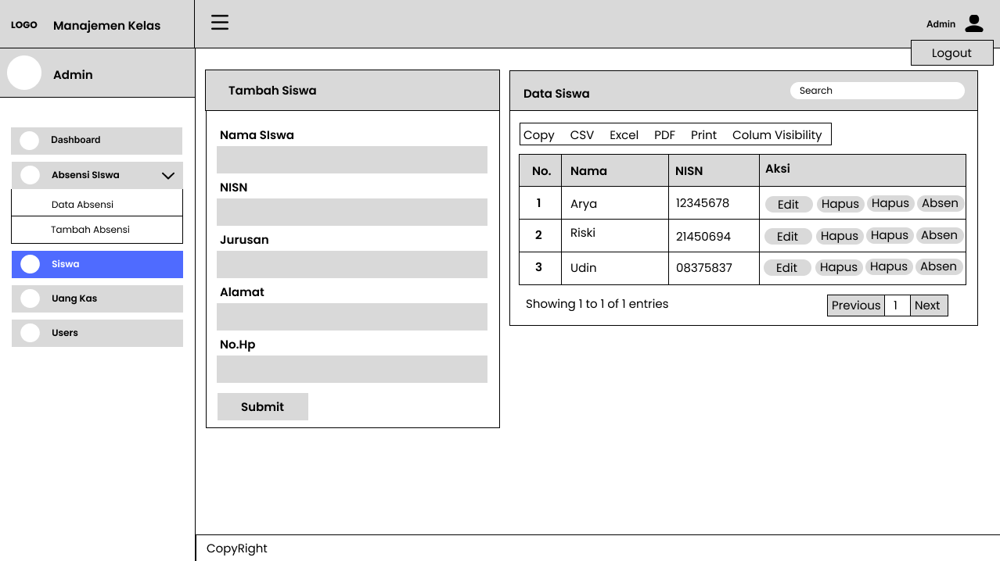 LOGO Manajemen Kelas
Admin
Logout
Admin
Dashboard
Absensi SIswa
Data Absensi
Tambah Absensi
Siswa
Uang Kas
Users
Tambah Siswa
Nama SIswa
NISN
Jurusan
Alamat
No.Hp
Submit
Data Siswa
Search
Copy CSV Excel PDF Print Colum Visibility
No. Nama NISN Aksi
1 Arya 12345678 Edit Hapus Hapus Absen
2 Riski 21450694 Edit Hapus Hapus Absen
3 Udin 08375837 Edit Hapus Hapus Absen
Showing 1 to 1 of 1 entries
Previous 1 Next
CopyRight